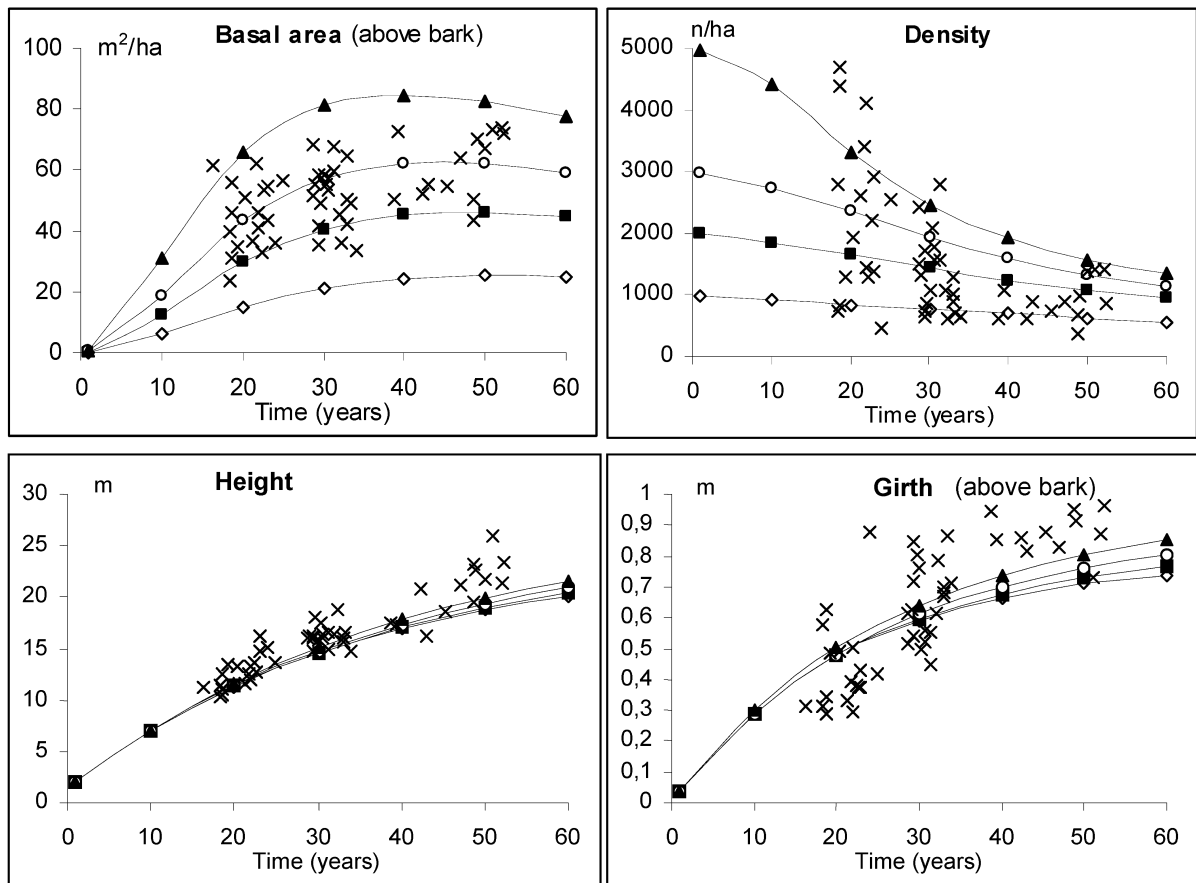 m²/ha Basal area (above bark)
100
80
60
40
20
0
0 10 20 30 40 50 60
Time (years)
n/ha Density
5000
4000
3000
2000
1000
0
0 10 20 30 40 50 60
Time (years)
m Height
30
25
20
15
10
5
0
0 10 20 30 40 50 60
Time (years)
m Girth (above bark)
1
0,9
0,8
0,7
0,6
0,5
0,4
0,3
0,2
0,1
0
0 10 20 30 40 50 60
Time (years)